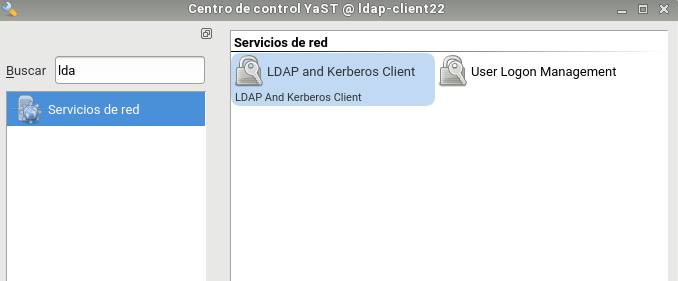 Centro de control YaST @ ldap-client22
Buscar lda
Servicios de red
Servicios de red
LDAP and Kerberos Client
LDAP And Kerberos Client
User Logon Management